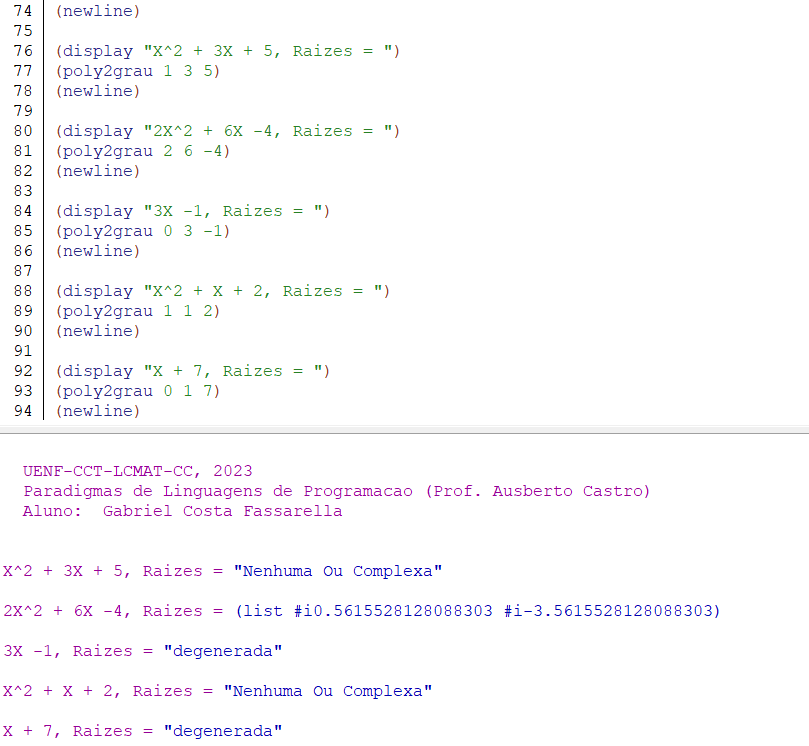 74 (newline)
75
76 (display "X^2 + 3X + 5, Raizes = ")
77 (poly2grau 1 3 5)
78 (newline)
79
80 (display "2X^2 + 6X -4, Raizes = ")
81 (poly2grau 2 6 -4)
82 (newline)
83
84 (display "3X -1, Raizes = ")
85 (poly2grau 0 3 -1)
86 (newline)
87
88 (display "X^2 + X + 2, Raizes = ")
89 (poly2grau 1 1 2)
90 (newline)
91
92 (display "X + 7, Raizes = ")
93 (poly2grau 0 1 7)
94 (newline)
UENF-CCT-LCMAT-CC, 2023
Paradigmas de Linguagens de Programacao (Prof. Ausberto Castro)
Aluno:  Gabriel Costa Fassarella
X^2 + 3X + 5, Raizes = "Nenhuma Ou Complexa"
2X^2 + 6X -4, Raizes = (list #i0.5615528128088303 #i-3.5615528128088303)
3X -1, Raizes = "degenerada"
X^2 + X + 2, Raizes = "Nenhuma Ou Complexa"
X + 7, Raizes = "degenerada"